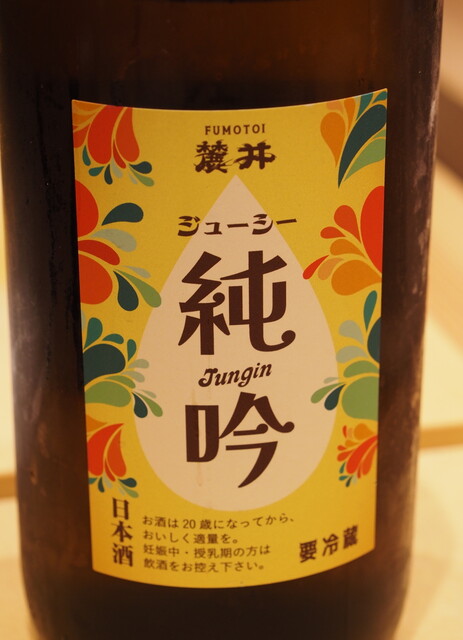 FUMOTOI
麓井
ジューシー
純
Jungin
吟
日本酒
お酒は20歳になってから、
おいしく適量を。
妊娠中・授乳期の方は
飲酒をお控え下さい。
要冷蔵